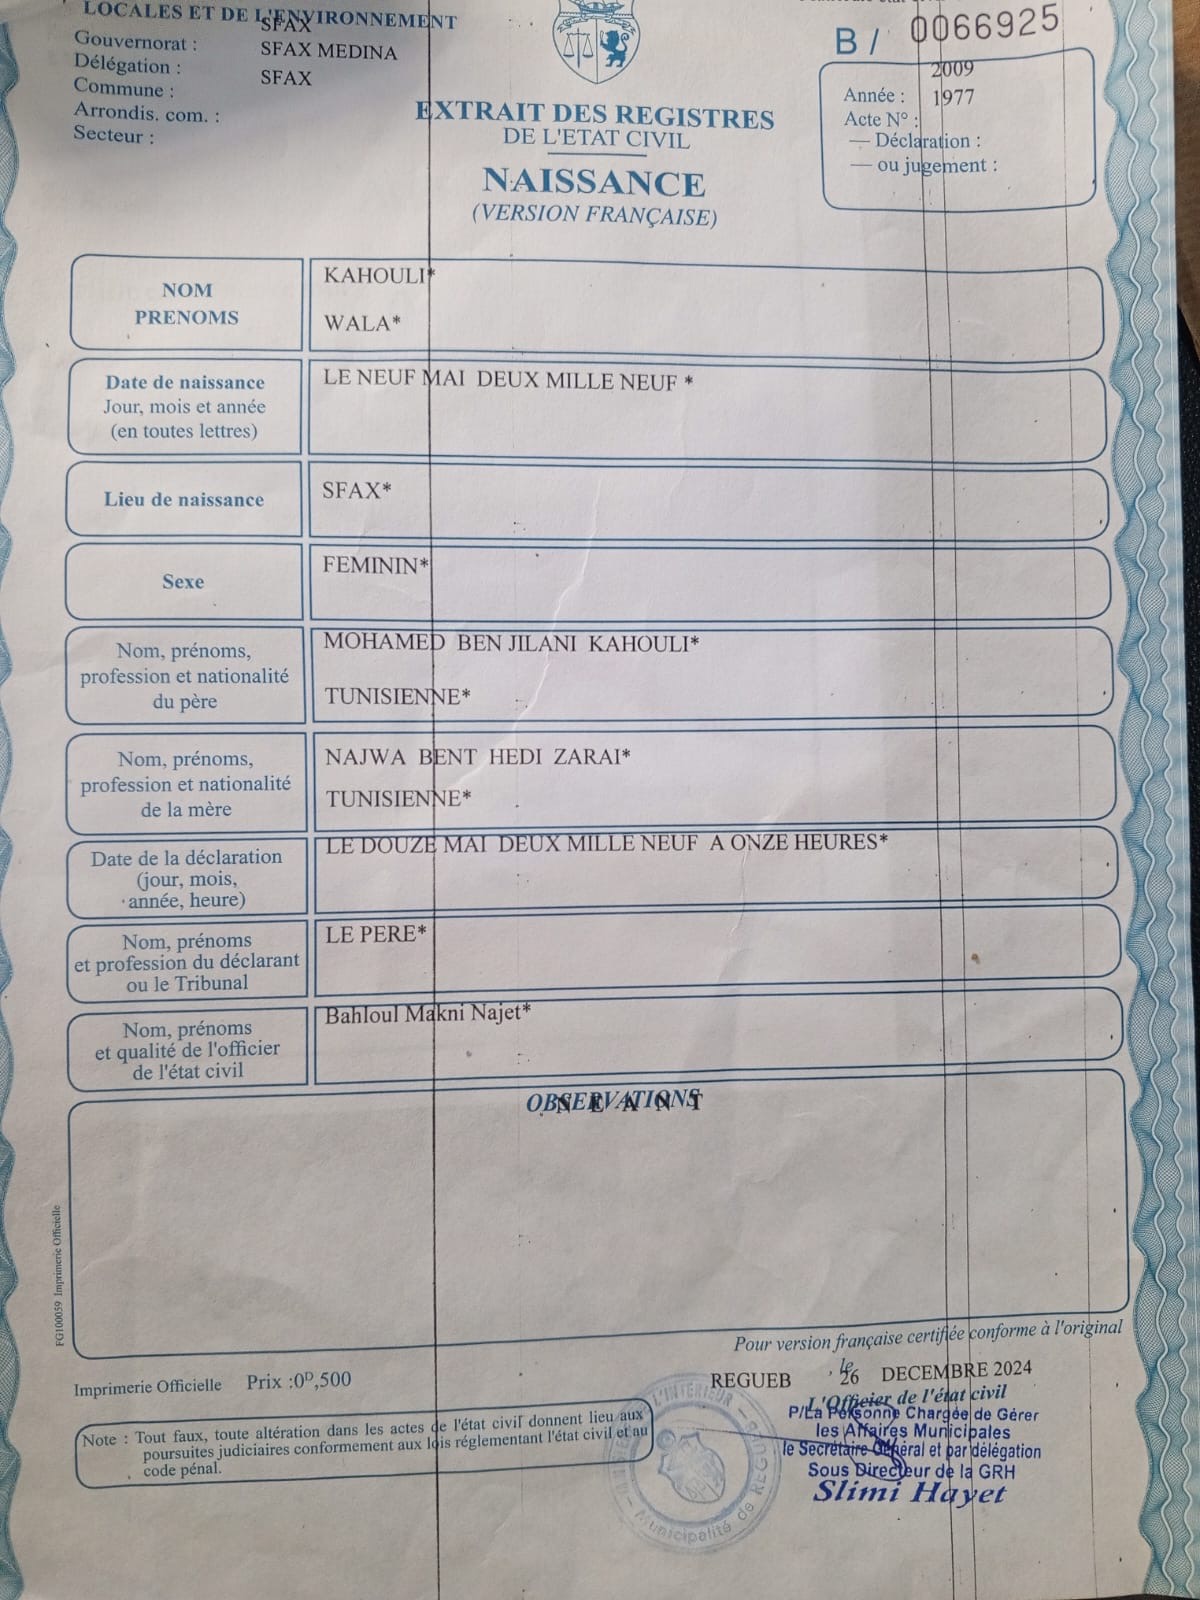 LOCALES ET DE L'ENVIRONNEMENT
Gouvernorat : SFAX
Délégation : SFAX MEDINA
Commune : SFAX
Arrondis. com. :
Secteur :
B / 0066925
2009
Année : 1977
Acte N° :
— Déclaration :
— ou jugement :
EXTRAIT DES REGISTRES
DE L'ETAT CIVIL
NAISSANCE
(VERSION FRANÇAISE)
NOM KAHOULI*
PRENOMS WALA*
Date de naissance LE NEUF MAI DEUX MILLE NEUF *
Jour, mois et année
(en toutes lettres)
Lieu de naissance SFAX*
Sexe FEMININ*
Nom, prénoms, MOHAMED BEN JILANI KAHOULI*
profession et nationalité
du père TUNISIENNE*
Nom, prénoms, NAJWA BENT HEDI ZARAI*
profession et nationalité
de la mère TUNISIENNE*
Date de la déclaration LE DOUZE MAI DEUX MILLE NEUF A ONZE HEURES*
(jour, mois,
année, heure)
Nom, prénoms LE PERE*
et profession du déclarant
ou le Tribunal
Nom, prénoms Bahloul Makni Najet*
et qualité de l'officier
de l'état civil
OBSERVATIONS
N E A N T
FG100059 Imprimerie Officielle
Pour version française certifiée conforme à l'original
Imprimerie Officielle Prix :0D,500
REGUEB , le 26 DECEMBRE 2024
L'Officier de l'état civil
P/La Personne Chargée de Gérer
les Affaires Municipales
le Secrétaire Général et par délégation
Sous Directeur de la GRH
Slimi Hayet
Note : Tout faux, toute altération dans les actes de l'état civil donnent lieu aux
poursuites judiciaires conformement aux lois réglementant l'état civil et au
code pénal.
L'INTERIEUR
Municipalité de REGUEB